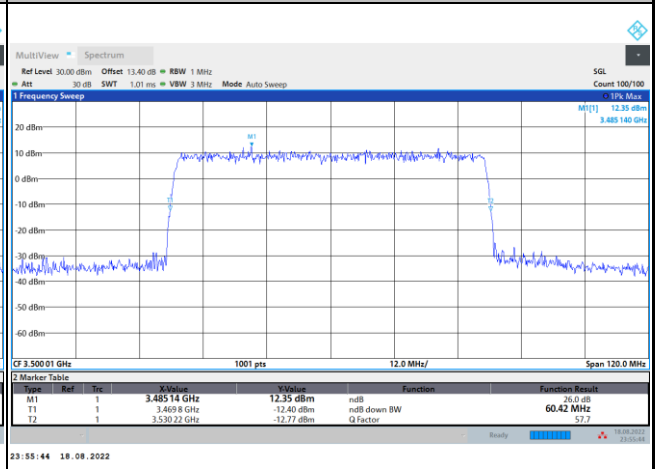 MultiView Spectrum
Ref Level 30.00 dBm Offset 13.40 dB RBW 1 MHz SGL
Att 30 dB SWT 1.01 ms VBW 3 MHz Mode Auto Sweep Count 100/100
1 Frequency Sweep 1Pk Max
M1[1] 12.35 dBm
3.485 140 GHz
20 dBm
M1
10 dBm
0 dBm
-10 dBm
-20 dBm
-30 dBm
-40 dBm
-50 dBm
-60 dBm
CF 3.500 01 GHz 1001 pts 12.0 MHz/ Span 120.0 MHz
2 Marker Table
Type Ref Trc X-Value Y-Value Function Function Result
M1 1 3.485 14 GHz 12.35 dBm ndB 26.0 dB
T1 1 3.469 8 GHz -12.40 dBm ndB down BW 60.42 MHz
T2 1 3.530 22 GHz -12.77 dBm Q Factor 57.7
Ready 18.08.2022
23:55:44
23:55:44 18.08.2022